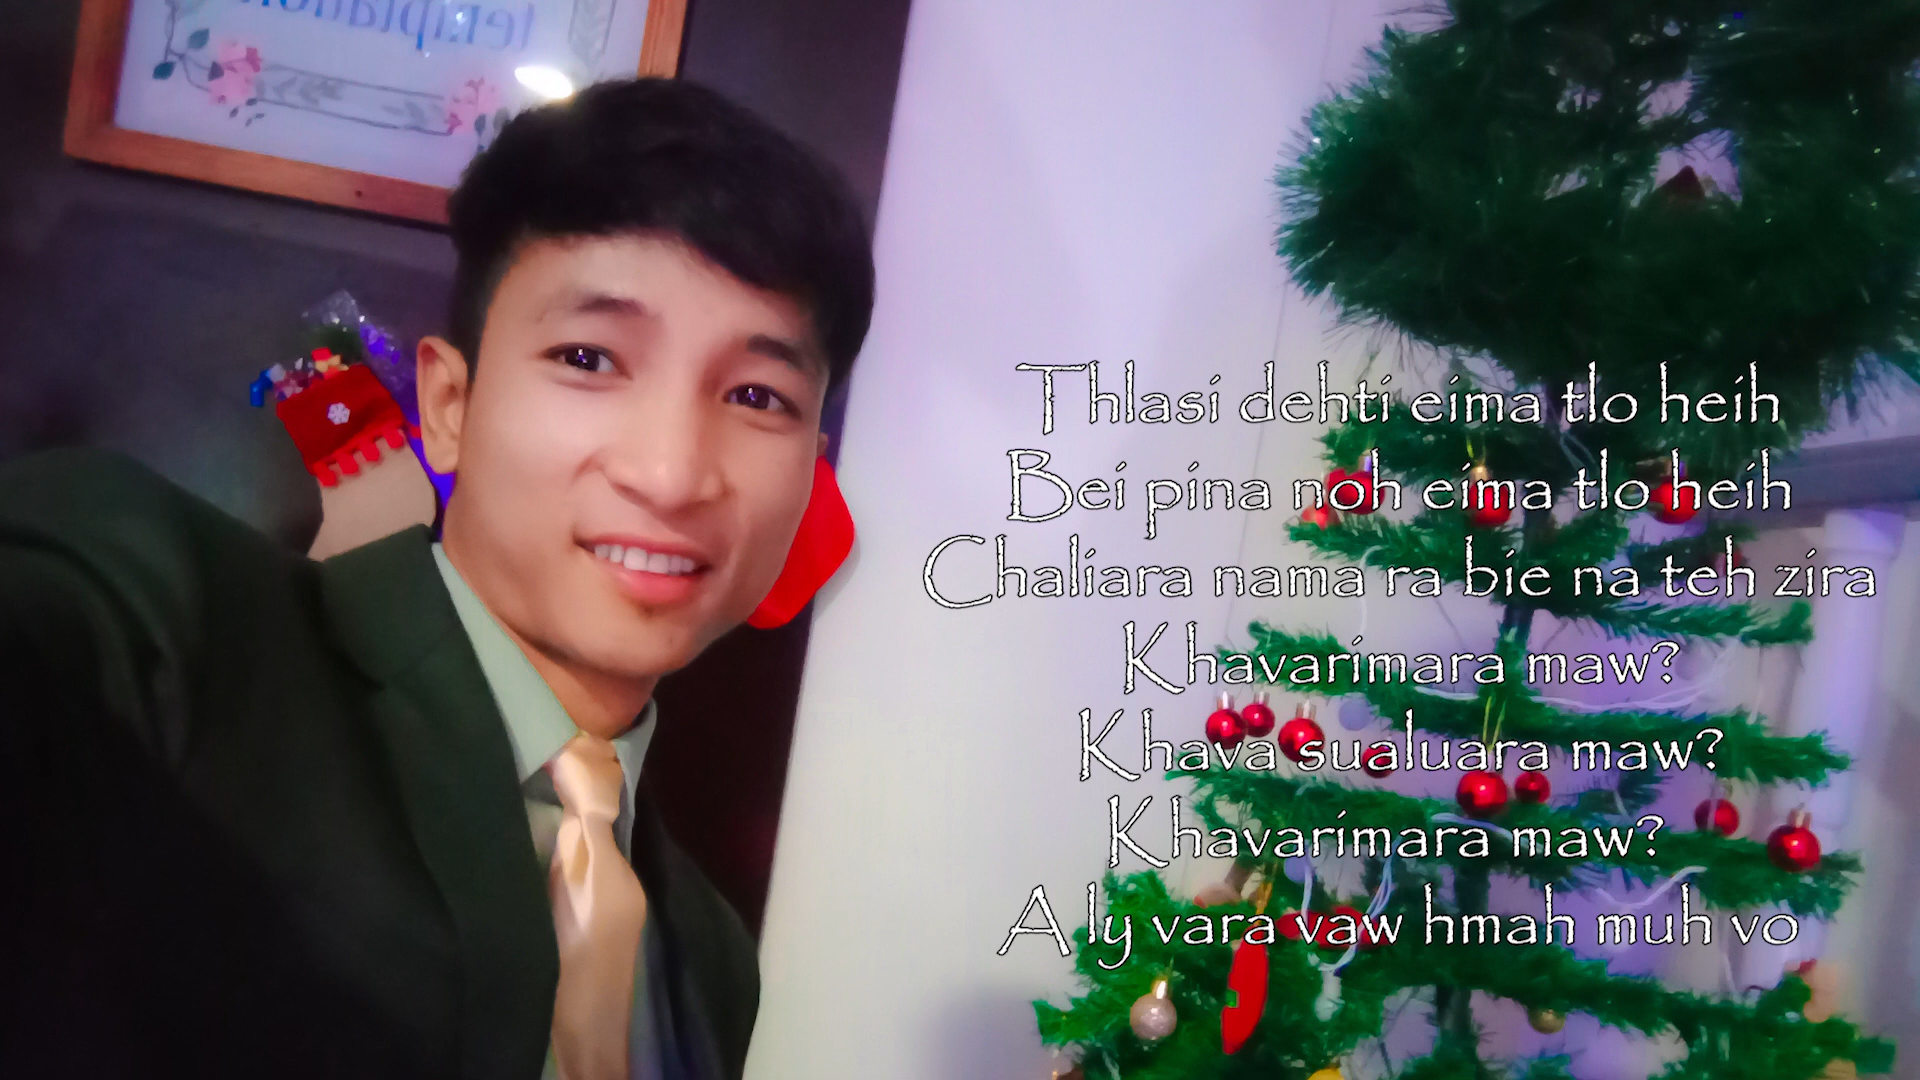 temptation
Thlasi dehti eima tlo heih
Bei pina noh eima tlo heih
Chaliara nama ra bie na teh zira
Khavarimara maw?
Khava sualuara maw?
Khavarimara maw?
A ly vara vaw hmah muh vo